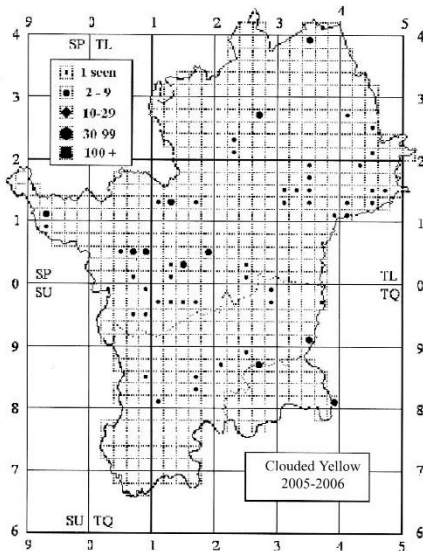 SP TL
1 seen
2 - 9
10-29
30-99
100 +
4
3
2
1
0
9
8
7
6
4
3
2
1
0
9
8
7
6
SP
SU
TL
TQ
Clouded Yellow
2005-2006
SU TQ
9 0 1 2 3 4 5
9 0 1 2 3 4 5